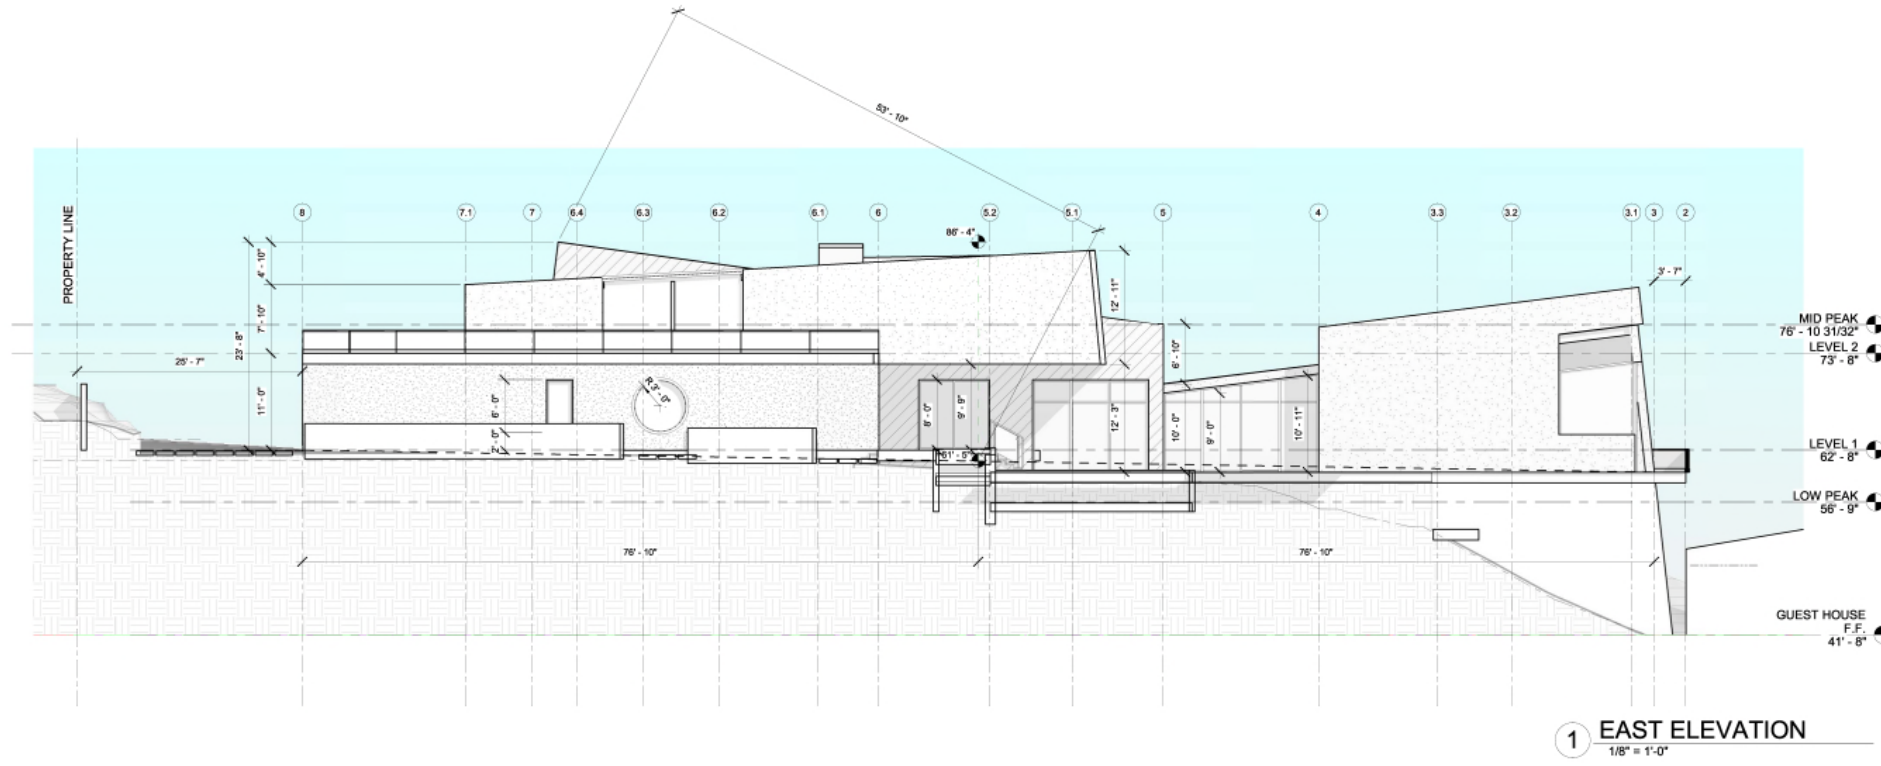 53' - 10"
PROPERTY LINE
8
7.1
7
6.4
6.3
6.2
6.1
6
5.2
5.1
5
4
3.3
3.2
3.1
3
2
86' - 4"
4' - 10"
7' - 10"
23' - 8"
11' - 0"
25' - 7"
3' - 7"
12' - 11"
6' - 10"
MID PEAK
76' - 10 31/32"
LEVEL 2
73' - 8"
R 3' - 0"
6' - 0"
2' - 0"
8' - 0"
9' - 9"
12' - 3"
10' - 0"
9' - 0"
10' - 11"
61' - 5"
LEVEL 1
62' - 8"
LOW PEAK
56' - 9"
76' - 10"
76' - 10"
GUEST HOUSE
F.F.
41' - 8"
1 EAST ELEVATION
1/8" = 1'-0"